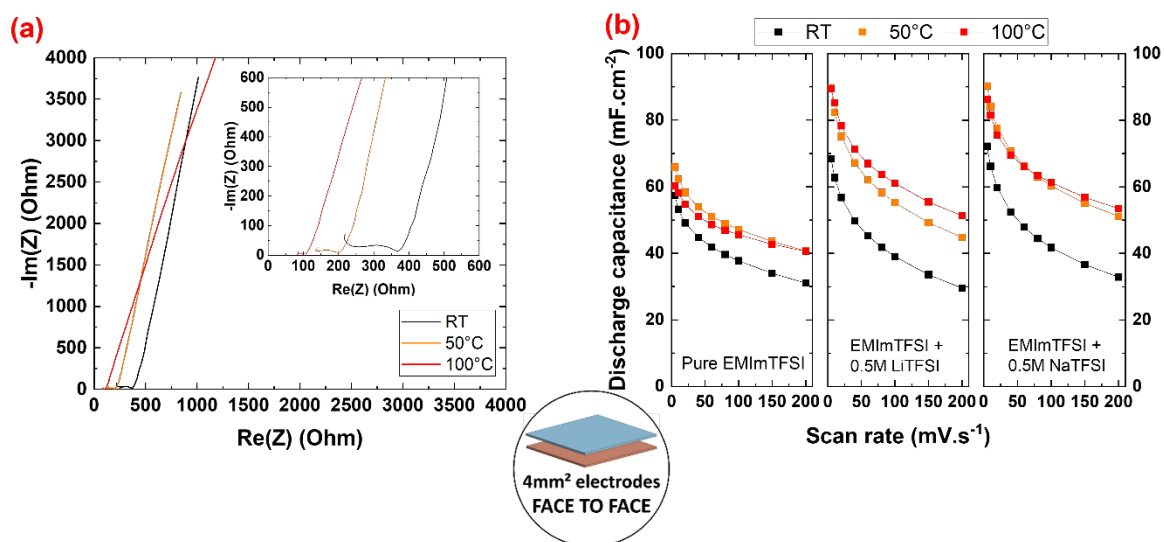 (a)
-Im(Z) (Ohm)
4000
3500
3000
2500
2000
1500
1000
500
0
0 500 1000 1500 2000 2500 3000 3500 4000
Re(Z) (Ohm)
-Im(Z) (Ohm)
600
500
400
300
200
100
0
0 100 200 300 400 500 600
Re(Z) (Ohm)
RT
50°C
100°C
4mm² electrodes
FACE TO FACE
(b)
RT 50°C 100°C
Discharge capacitance (mF.cm⁻²)
100
80
60
40
20
0
Pure EMImTFSI
EMImTFSI +
0.5M LiTFSI
EMImTFSI +
0.5M NaTFSI
100
80
60
40
20
0
0 50 100 150 200 0 50 100 150 200 0 50 100 150 200
Scan rate (mV.s⁻¹)